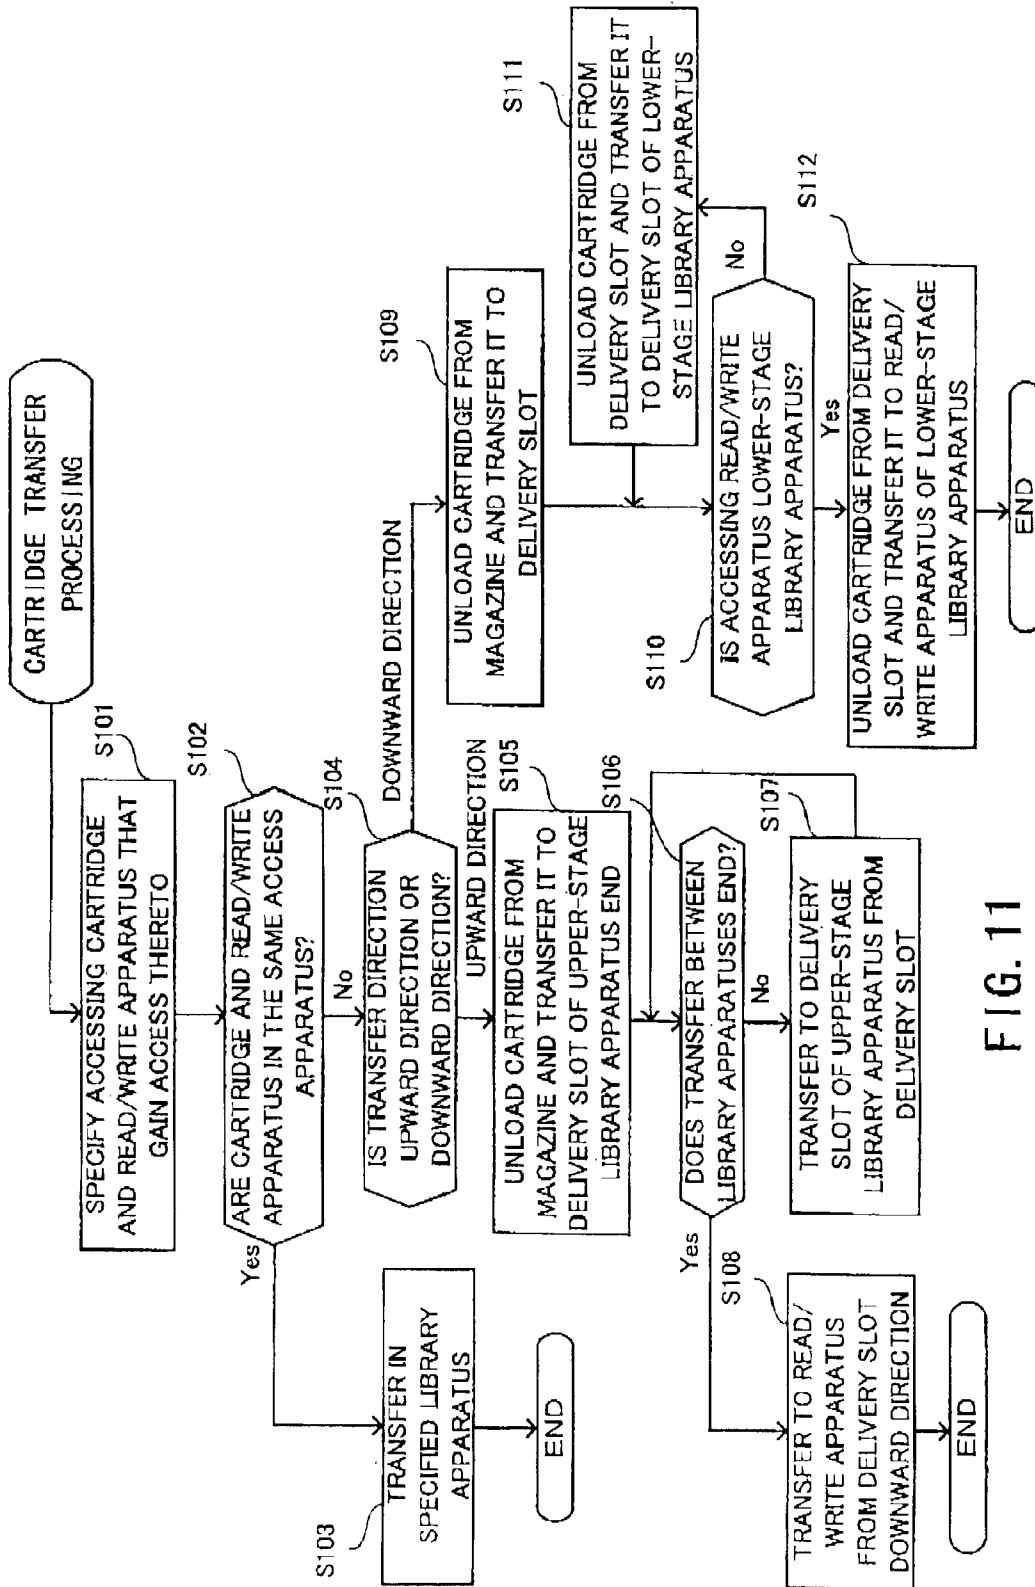 CARTRIDGE TRANSFER
PROCESSING
S101
SPECIFY ACCESSING CARTRIDGE
AND READ/WRITE APPARATUS THAT
GAIN ACCESS THERETO
S102
ARE CARTRIDGE AND READ/WRITE
APPARATUS IN THE SAME ACCESS
APPARATUS?
Yes
No
S103
TRANSFER IN
SPECIFIED LIBRARY
APPARATUS
END
S104
IS TRANSFER DIRECTION
UPWARD DIRECTION OR
DOWNWARD DIRECTION?
DOWNWARD DIRECTION
UPWARD DIRECTION
S105
UNLOAD CARTRIDGE FROM
MAGAZINE AND TRANSFER IT TO
DELIVERY SLOT OF UPPER-STAGE
LIBRARY APPARATUS END
S106
DOES TRANSFER BETWEEN
LIBRARY APPARATUSES END?
Yes
No
S107
TRANSFER TO DELIVERY
SLOT OF UPPER-STAGE
LIBRARY APPARATUS FROM
DELIVERY SLOT
S108
TRANSFER TO READ/
WRITE APPARATUS
FROM DELIVERY SLOT
DOWNWARD DIRECTION
END
S109
UNLOAD CARTRIDGE FROM
MAGAZINE AND TRANSFER IT TO
DELIVERY SLOT
S110
IS ACCESSING READ/WRITE
APPARATUS LOWER-STAGE
LIBRARY APPARATUS?
No
Yes
S111
UNLOAD CARTRIDGE FROM
DELIVERY SLOT AND TRANSFER IT
TO DELIVERY SLOT OF LOWER-
STAGE LIBRARY APPARATUS
S112
UNLOAD CARTRIDGE FROM DELIVERY
SLOT AND TRANSFER IT TO READ/
WRITE APPARATUS OF LOWER-STAGE
LIBRARY APPARATUS
END
FIG. 11